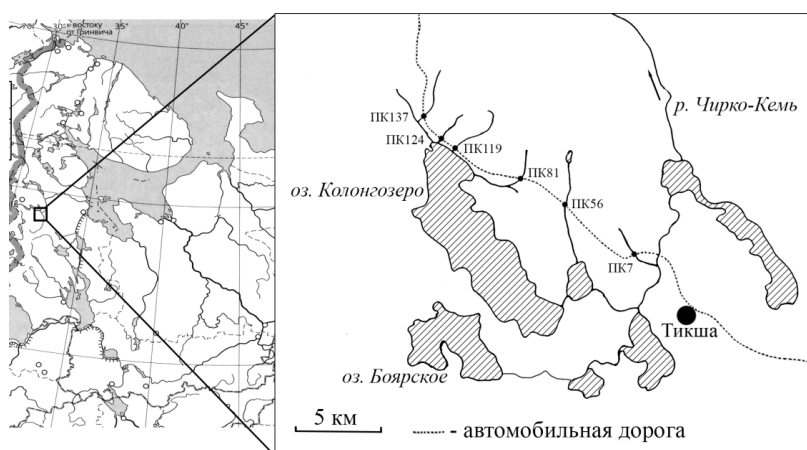 к востоку
от Гринвича
30°
35°
40°
45°
ПК137
ПК124
ПК119
ПК81
ПК56
ПК7
р. Чирко-Кемь
оз. Колонгозеро
Тикша
оз. Боярское
5 км
- автомобильная дорога